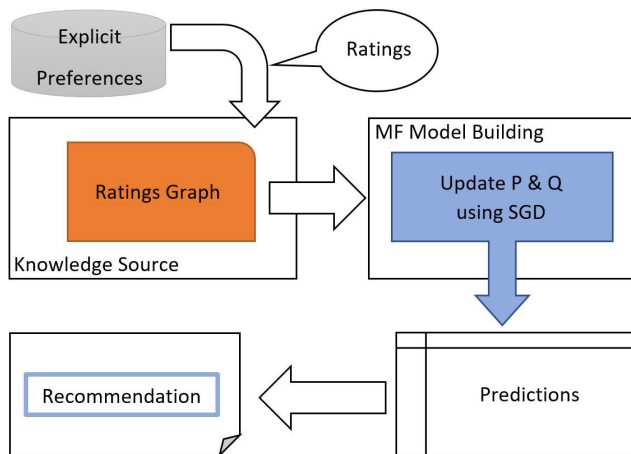 Explicit
Preferences
Ratings
MF Model Building
Ratings Graph
Update P & Q
using SGD
Knowledge Source
Recommendation
Predictions